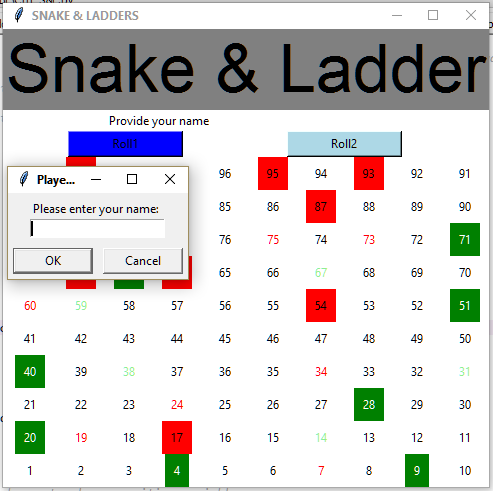 SNAKE & LADDERS
Snake & Ladder
Provide your name
Roll1 Roll2
Playe...
Please enter your name:
OK Cancel
96 95 94 93 92 91
85 86 87 88 89 90
76 75 74 73 72 71
65 66 67 68 69 70
60 59 58 57 56 55 54 53 52 51
41 42 43 44 45 46 47 48 49 50
40 39 38 37 36 35 34 33 32 31
21 22 23 24 25 26 27 28 29 30
20 19 18 17 16 15 14 13 12 11
1 2 3 4 5 6 7 8 9 10